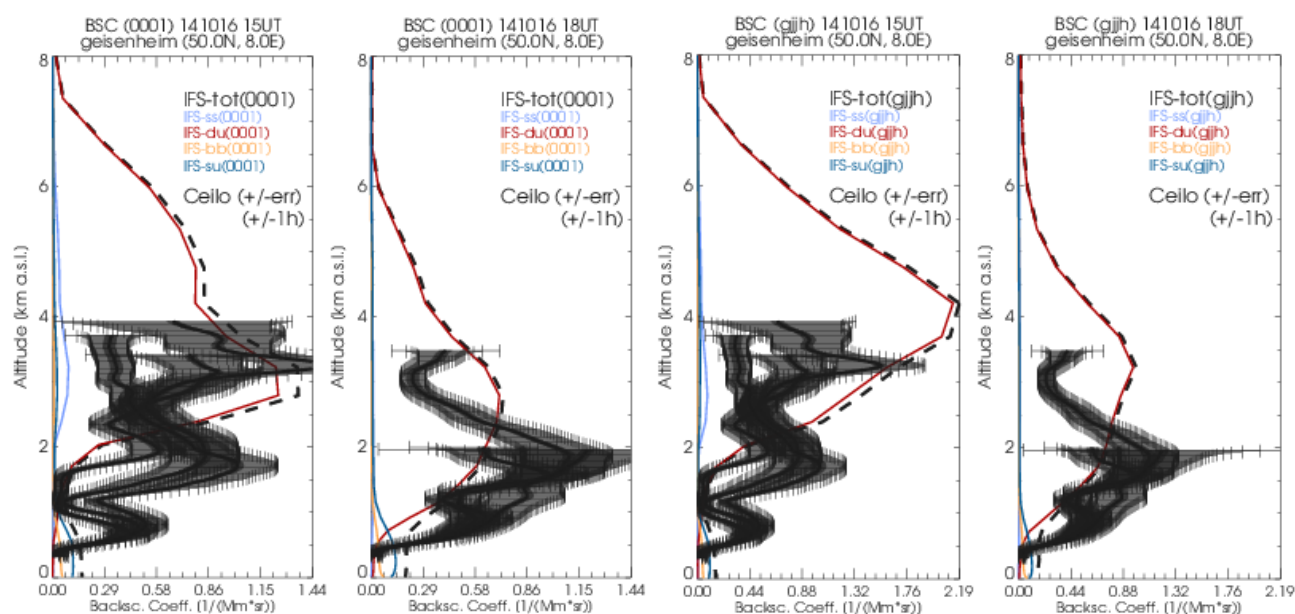 BSC (0001) 141016 15UT
geisenheim (50.0N, 8.0E)
8
6
4
2
0
Altitude (km a.s.l.)
IFS-tot(0001)
IFS-ss(0001)
IFS-du(0001)
IFS-bb(0001)
IFS-su(0001)
Ceilo (+/-err)
(+/-1h)
0.00 0.29 0.58 0.86 1.15 1.44
Backsc. Coeff. (1/(Mm*sr))
BSC (0001) 141016 18UT
geisenheim (50.0N, 8.0E)
8
6
4
2
0
Altitude (km a.s.l.)
IFS-tot(0001)
IFS-ss(0001)
IFS-du(0001)
IFS-bb(0001)
IFS-su(0001)
Ceilo (+/-err)
(+/-1h)
0.00 0.29 0.58 0.86 1.15 1.44
Backsc. Coeff. (1/(Mm*sr))
BSC (gjjh) 141016 15UT
geisenheim (50.0N, 8.0E)
8
6
4
2
0
Altitude (km a.s.l.)
IFS-tot(gjjh)
IFS-ss(gjjh)
IFS-du(gjjh)
IFS-bb(gjjh)
IFS-su(gjjh)
Ceilo (+/-err)
(+/-1h)
0.00 0.44 0.88 1.32 1.76 2.19
Backsc. Coeff. (1/(Mm*sr))
BSC (gjjh) 141016 18UT
geisenheim (50.0N, 8.0E)
8
6
4
2
0
Altitude (km a.s.l.)
IFS-tot(gjjh)
IFS-ss(gjjh)
IFS-du(gjjh)
IFS-bb(gjjh)
IFS-su(gjjh)
Ceilo (+/-err)
(+/-1h)
0.00 0.44 0.88 1.32 1.76 2.19
Backsc. Coeff. (1/(Mm*sr))